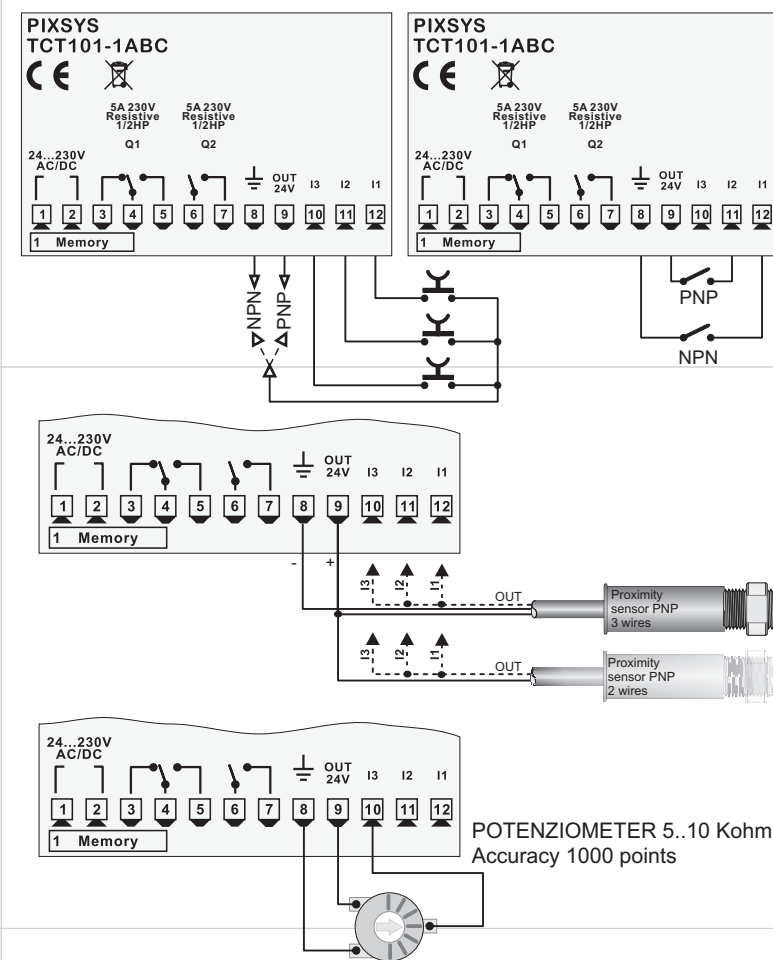 PIXSYS
TCT101-1ABC
CE
5A 230V Resistive 1/2HP
5A 230V Resistive 1/2HP
Q1 Q2
24...230V AC/DC
OUT 24V I3 I2 I1
1 2 3 4 5 6 7 8 9 10 11 12
1 Memory
NPN PNP
PIXSYS
TCT101-1ABC
CE
5A 230V Resistive 1/2HP
5A 230V Resistive 1/2HP
Q1 Q2
24...230V AC/DC
OUT 24V I3 I2 I1
1 2 3 4 5 6 7 8 9 10 11 12
1 Memory
PNP
NPN
24...230V AC/DC
OUT 24V I3 I2 I1
1 2 3 4 5 6 7 8 9 10 11 12
1 Memory
- +
I3 I2 I1
OUT
Proximity
sensor PNP
3 wires
I3 I2 I1
OUT
Proximity
sensor PNP
2 wires
24...230V AC/DC
OUT 24V I3 I2 I1
1 2 3 4 5 6 7 8 9 10 11 12
1 Memory
POTENZIOMETER 5..10 Kohm
Accuracy 1000 points